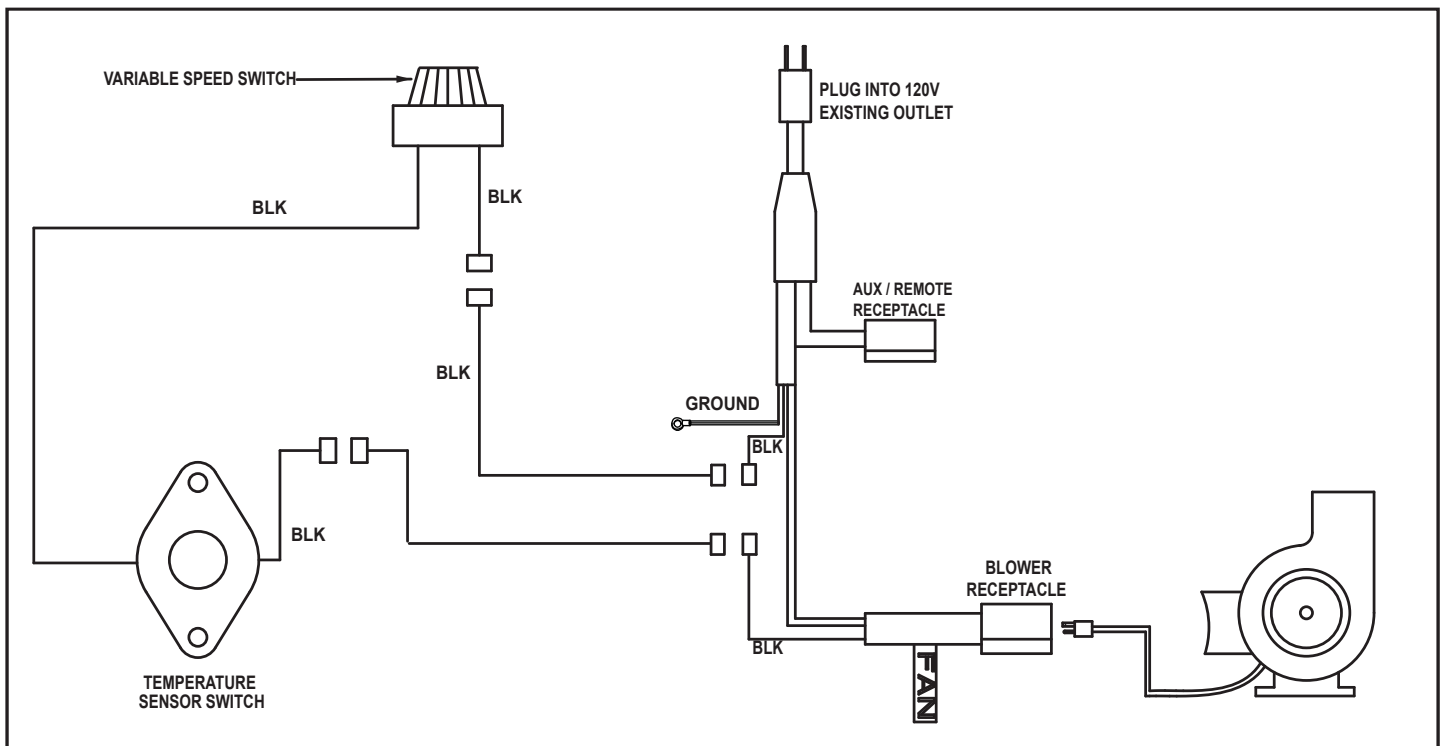 VARIABLE SPEED SWITCH
PLUG INTO 120V
EXISTING OUTLET
BLK
BLK
AUX / REMOTE
RECEPTACLE
BLK
GROUND
BLK
BLK
BLOWER
RECEPTACLE
BLK
FAN
TEMPERATURE
SENSOR SWITCH